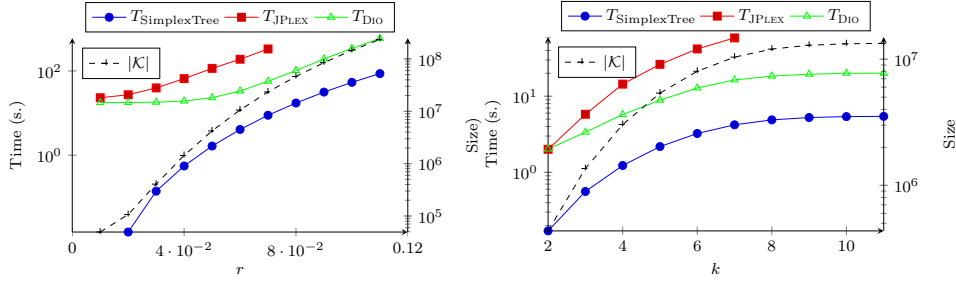 T_SimplexTree T_JPLEX T_DIO
|K|
10^2
10^0
Time (s.)
10^8
10^7
10^6
10^5
Size)
0 4 · 10^−2 8 · 10^−2 0.12
r
T_SimplexTree T_JPLEX T_DIO
|K|
10^1
10^0
Time (s.)
10^7
10^6
Size
2 4 6 8 10
k